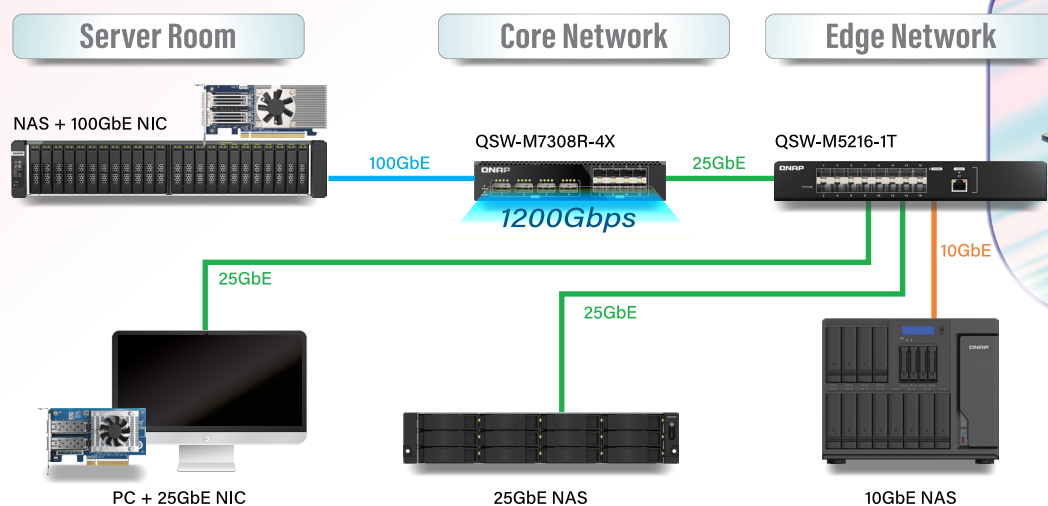 Server Room
Core Network
Edge Network
NAS + 100GbE NIC
QSW-M7308R-4X
QSW-M5216-1T
100GbE
25GbE
QNAP
QNAP
1200Gbps
25GbE
25GbE
10GbE
QNAP
PC + 25GbE NIC
25GbE NAS
10GbE NAS